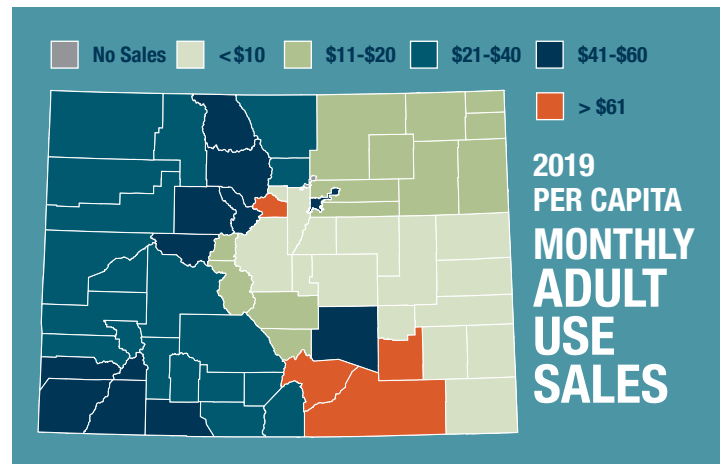 No Sales <$10 $11-$20 $21-$40 $41-$60
> $61
2019
PER CAPITA
MONTHLY
ADULT
USE
SALES